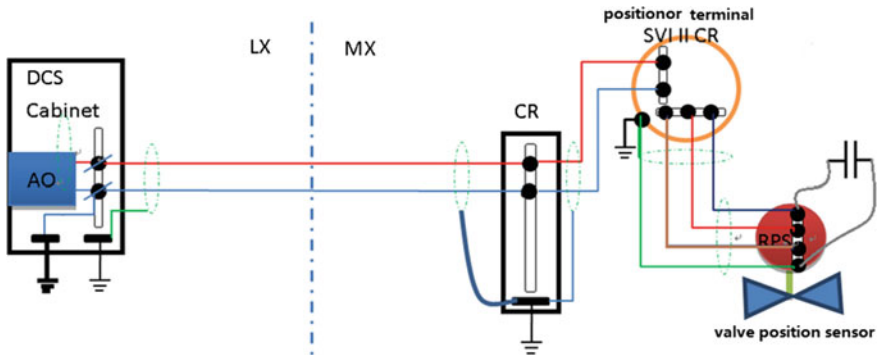 positionor terminal
SVI II CR
LX
MX
DCS
Cabinet
CR
AO
RPS
valve position sensor